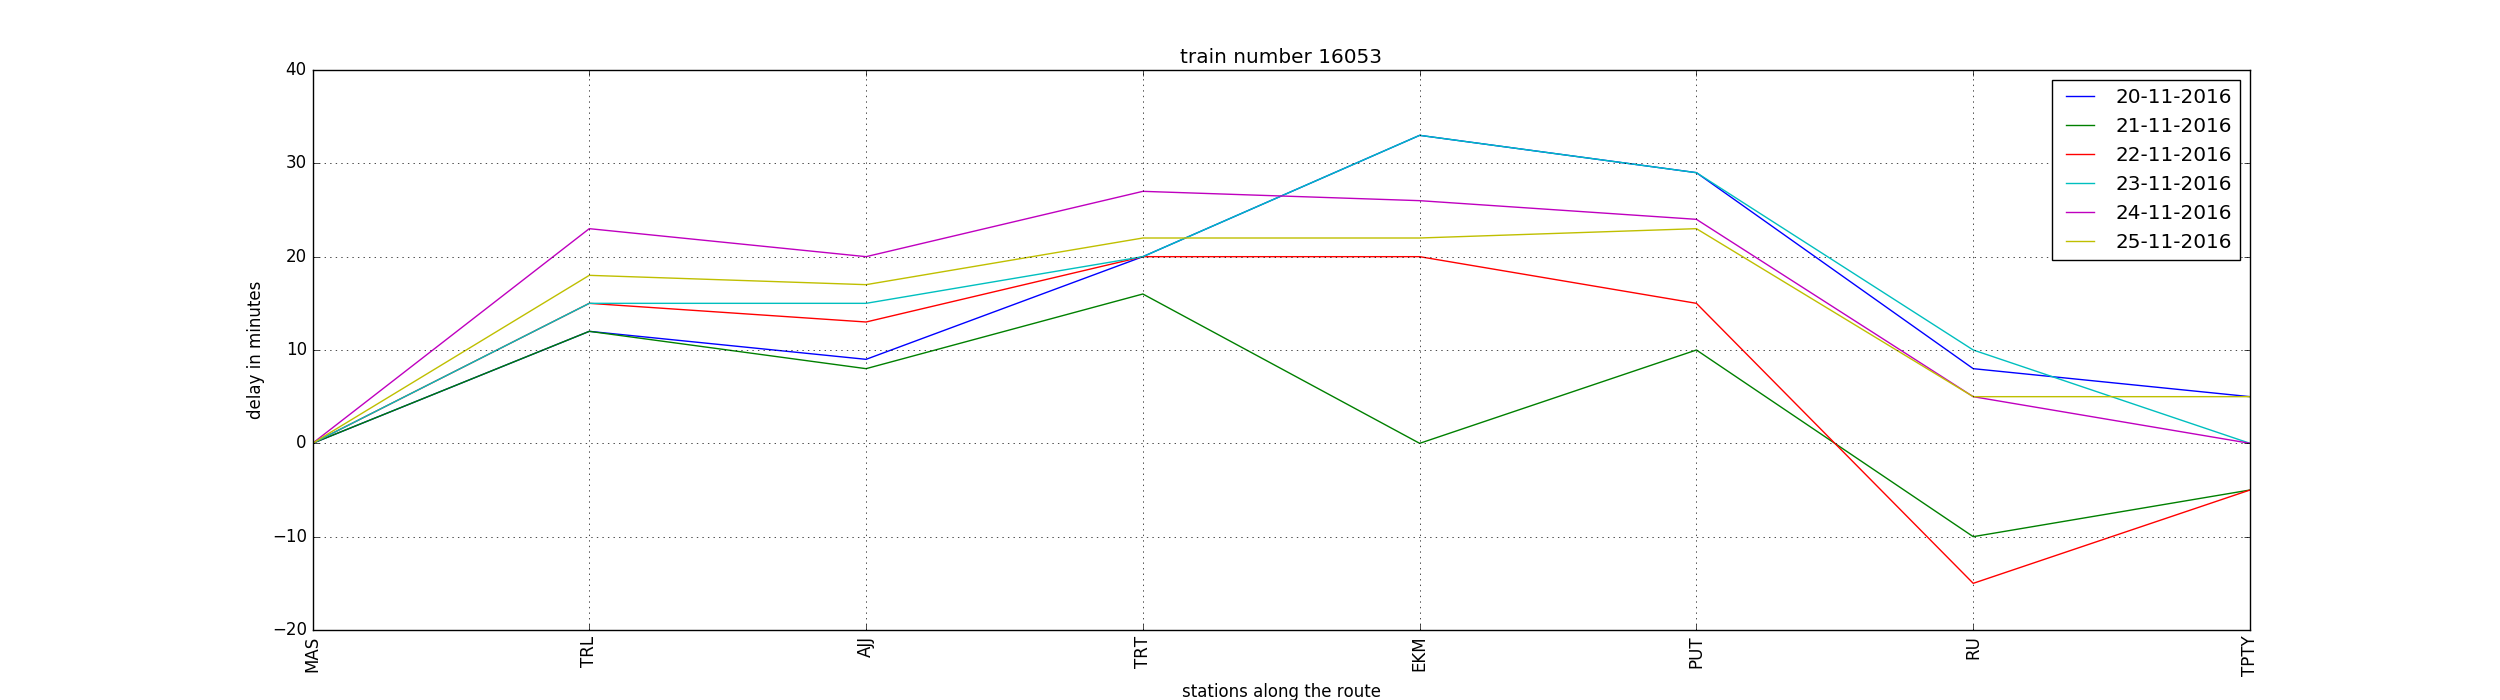 train number 16053
40
30
20
10
0
−10
−20
delay in minutes
20-11-2016
21-11-2016
22-11-2016
23-11-2016
24-11-2016
25-11-2016
MAS
TRL
AJJ
TRT
EKM
PUT
RU
TPTY
stations along the route